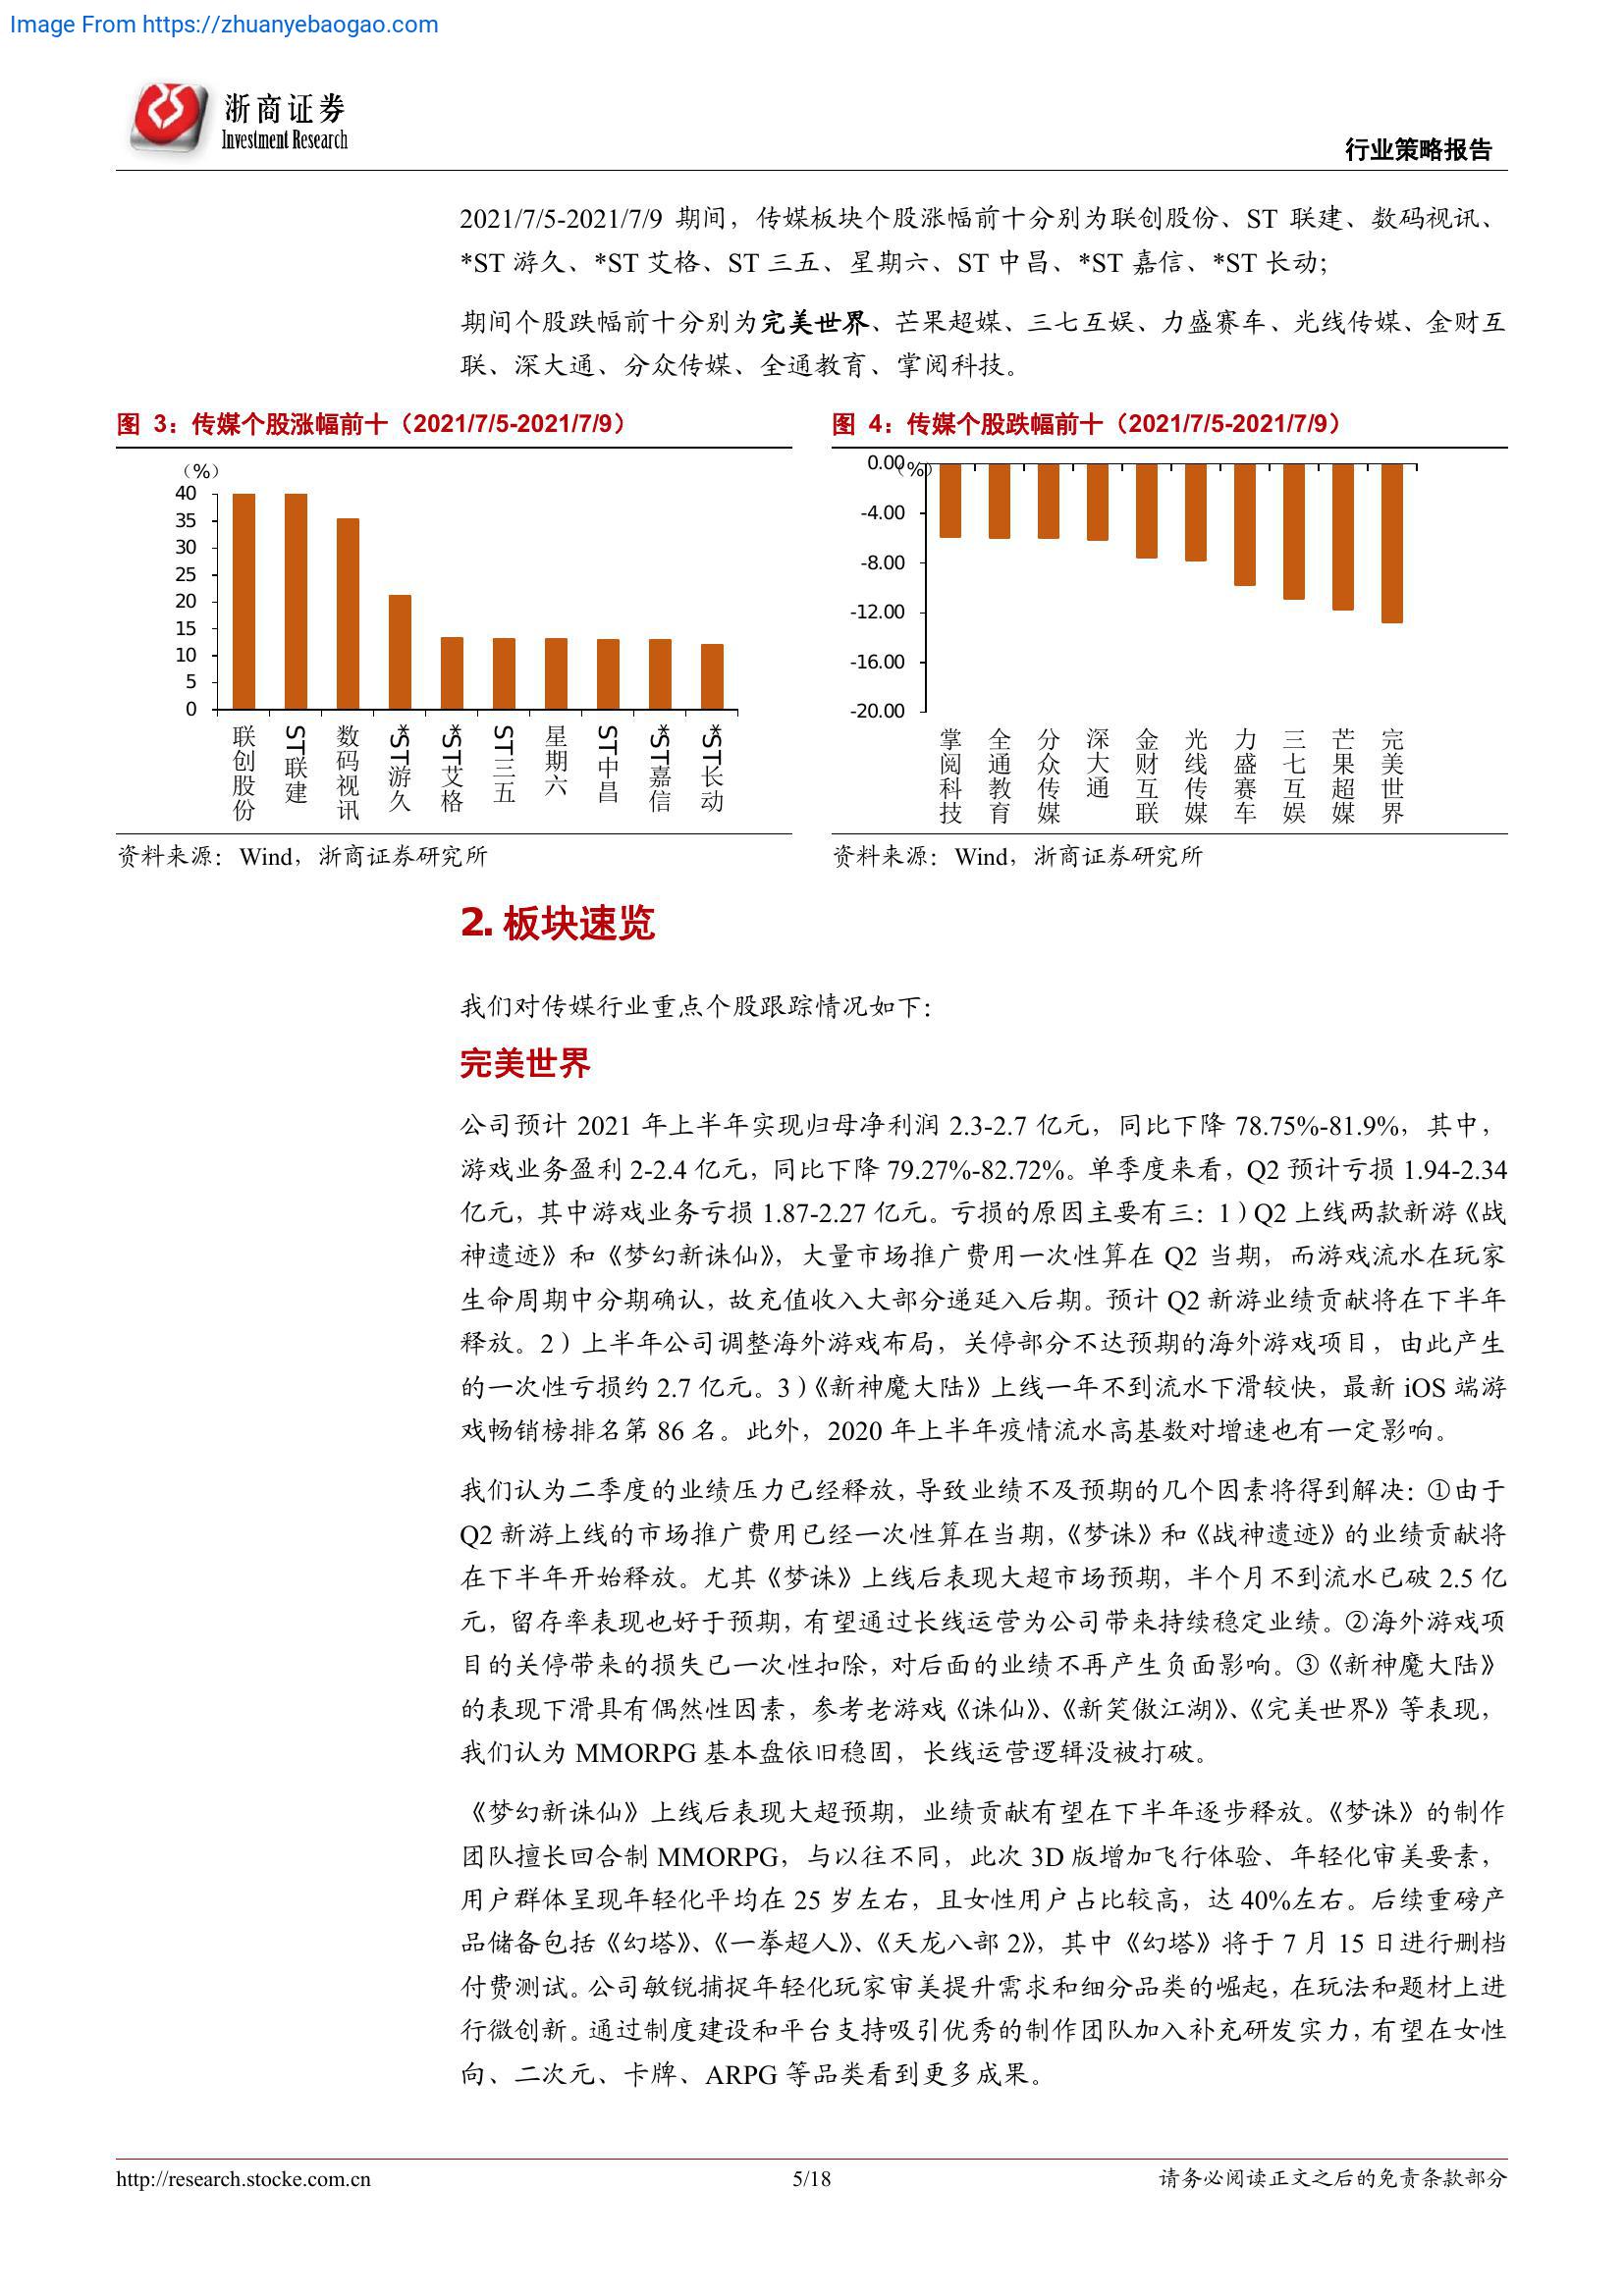 Image From https://zhuanyebaogao.com
浙商证券
Investment Research
行业策略报告
2021/7/5-2021/7/9 期间，传媒板块个股涨幅前十分别为联创股份、ST 联建、数码视讯、
*ST 游久、*ST 艾格、ST 三五、星期六、ST 中昌、*ST 嘉信、*ST 长动；
期间个股跌幅前十分别为完美世界、芒果超媒、三七互娱、力盛赛车、光线传媒、金财互
联、深大通、分众传媒、全通教育、掌阅科技。
图 3：传媒个股涨幅前十（2021/7/5-2021/7/9）
（%）
40
35
30
25
20
15
10
5
0
联创股份
ST联建
数码视讯
*ST游久
*ST艾格
ST三五
星期六
ST中昌
*ST嘉信
*ST长动
资料来源：Wind，浙商证券研究所
图 4：传媒个股跌幅前十（2021/7/5-2021/7/9）
（%）
0.00
-4.00
-8.00
-12.00
-16.00
-20.00
掌阅科技
全通教育
分众传媒
深大通
金财互联
光线传媒
力盛赛车
三七互娱
芒果超媒
完美世界
资料来源：Wind，浙商证券研究所
2. 板块速览
我们对传媒行业重点个股跟踪情况如下：
完美世界
公司预计 2021 年上半年实现归母净利润 2.3-2.7 亿元，同比下降 78.75%-81.9%，其中，
游戏业务盈利 2-2.4 亿元，同比下降 79.27%-82.72%。单季度来看，Q2 预计亏损 1.94-2.34
亿元，其中游戏业务亏损 1.87-2.27 亿元。亏损的原因主要有三：1）Q2 上线两款新游《战
神遗迹》和《梦幻新诛仙》，大量市场推广费用一次性算在 Q2 当期，而游戏流水在玩家
生命周期中分期确认，故充值收入大部分递延入后期。预计 Q2 新游业绩贡献将在下半年
释放。2）上半年公司调整海外游戏布局，关停部分不达预期的海外游戏项目，由此产生
的一次性亏损约 2.7 亿元。3）《新神魔大陆》上线一年不到流水下滑较快，最新 iOS 端游
戏畅销榜排名第 86 名。此外，2020 年上半年疫情流水高基数对增速也有一定影响。
我们认为二季度的业绩压力已经释放，导致业绩不及预期的几个因素将得到解决：①由于
Q2 新游上线的市场推广费用已经一次性算在当期，《梦诛》和《战神遗迹》的业绩贡献将
在下半年开始释放。尤其《梦诛》上线后表现大超市场预期，半个月不到流水已破 2.5 亿
元，留存率表现也好于预期，有望通过长线运营为公司带来持续稳定业绩。②海外游戏项
目的关停带来的损失已一次性扣除，对后面的业绩不再产生负面影响。③《新神魔大陆》
的表现下滑具有偶然性因素，参考老游戏《诛仙》、《新笑傲江湖》、《完美世界》等表现，
我们认为 MMORPG 基本盘依旧稳固，长线运营逻辑没被打破。
《梦幻新诛仙》上线后表现大超预期，业绩贡献有望在下半年逐步释放。《梦诛》的制作
团队擅长回合制 MMORPG，与以往不同，此次 3D 版增加飞行体验、年轻化审美要素，
用户群体呈现年轻化平均在 25 岁左右，且女性用户占比较高，达 40%左右。后续重磅产
品储备包括《幻塔》、《一拳超人》、《天龙八部 2》，其中《幻塔》将于 7 月 15 日进行删档
付费测试。公司敏锐捕捉年轻化玩家审美提升需求和细分品类的崛起，在玩法和题材上进
行微创新。通过制度建设和平台支持吸引优秀的制作团队加入补充研发实力，有望在女性
向、二次元、卡牌、ARPG 等品类看到更多成果。
http://research.stocke.com.cn
5/18
请务必阅读正文之后的免责条款部分